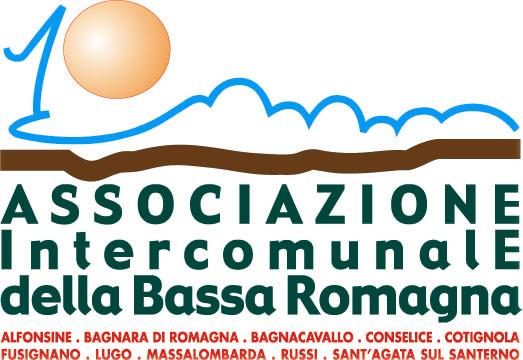 10
ASSOCIAZIONE
IntercomunalE
della Bassa Romagna
ALFONSINE . BAGNARA DI ROMAGNA . BAGNACAVALLO . CONSELICE . COTIGNOLA
FUSIGNANO . LUGO . MASSALOMBARDA . RUSSI . SANT'AGATA SUL SANTERNO